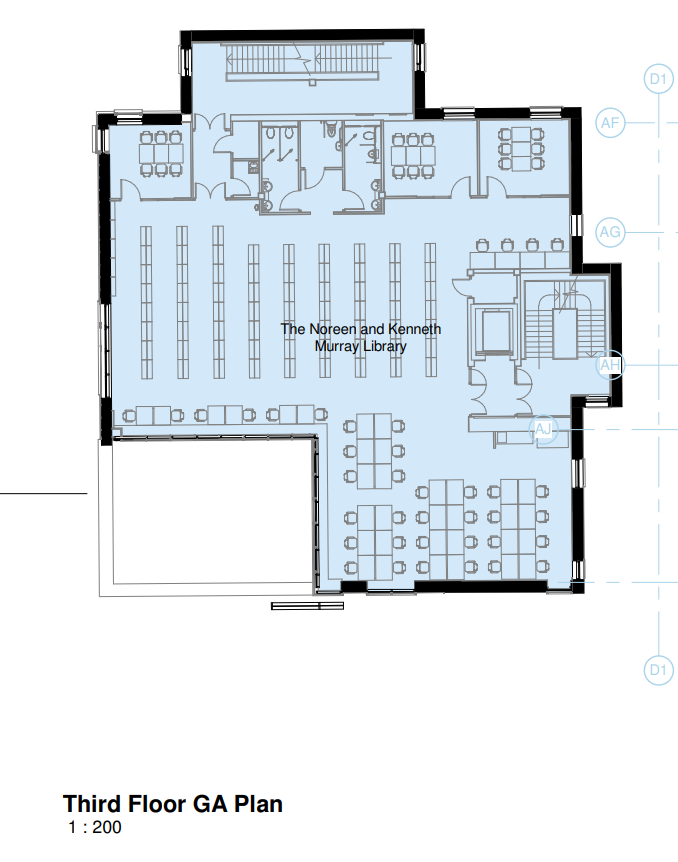 D1
AF
AG
The Noreen and Kenneth
Murray Library
AH
AJ
D1
Third Floor GA Plan
1 : 200